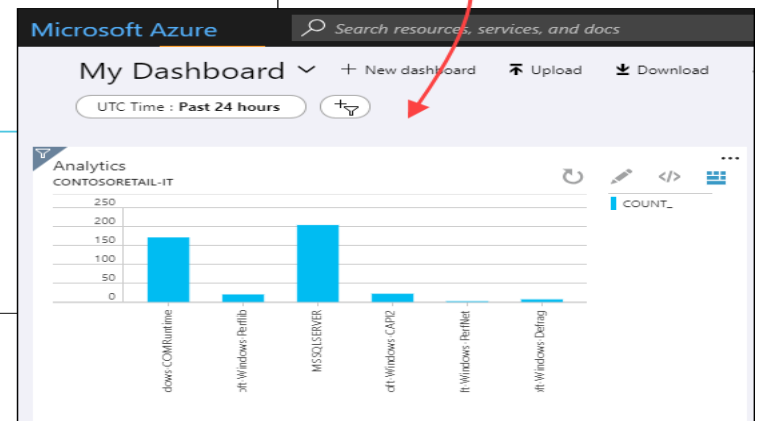 Microsoft Azure
Search resources, services, and docs
My Dashboard
+ New dashboard
Upload
Download
UTC Time : Past 24 hours
Analytics
CONTOSORETAIL-IT
COUNT_
250
200
150
100
50
0
dows-COMRuntime
oft-Windows-Perflib
MSSQLSERVER
oft-Windows-CAPI2
ft-Windows-PerfNet
oft-Windows-Defrag